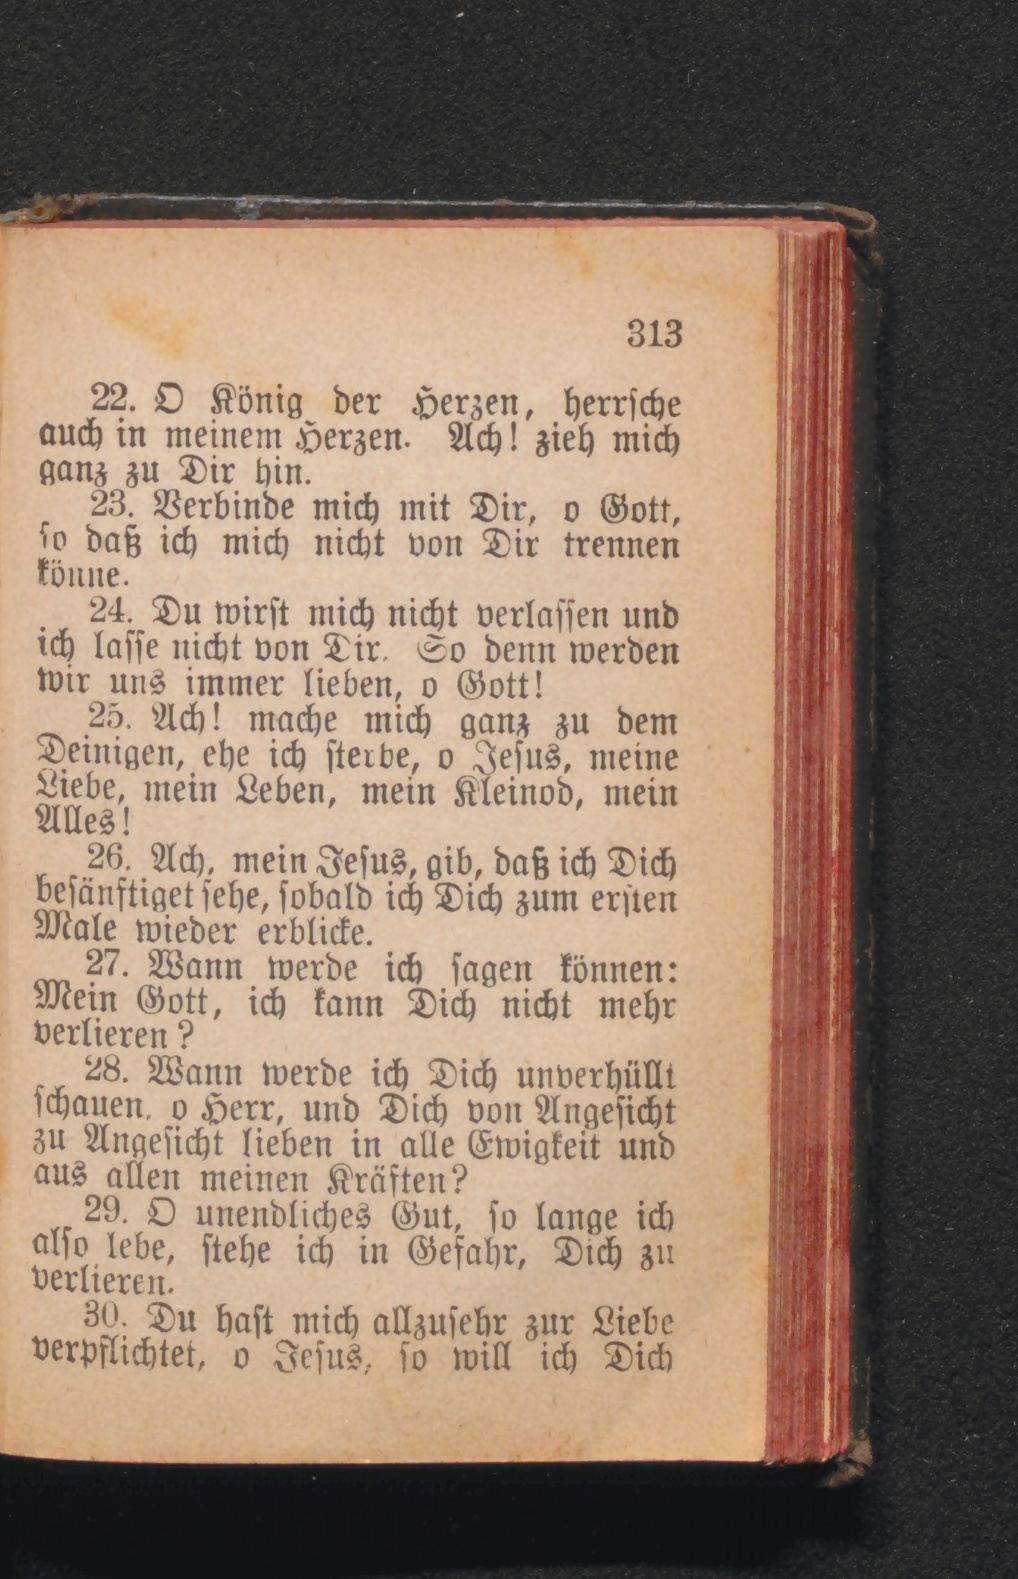 313
22. O König der Herzen, herrsche
auch in meinem Herzen. Ach! zieh mich
ganz zu Dir hin.
23. Verbinde mich mit Dir, o Gott,
so daß ich mich nicht von Dir trennen
könne.
24. Du wirst mich nicht verlassen und
ich lasse nicht von Dir. So denn werden
wir uns immer lieben, o Gott!
25. Ach! mache mich ganz zu dem
Deinigen, ehe ich sterbe, o Jesus, meine
Liebe, mein Leben, mein Kleinod, mein
Alles!
26. Ach, mein Jesus, gib, daß ich Dich
besänftiget sehe, sobald ich Dich zum ersten
Male wieder erblicke.
27. Wann werde ich sagen können:
Mein Gott, ich kann Dich nicht mehr
verlieren?
28. Wann werde ich Dich unverhüllt
schauen, o Herr, und Dich von Angesicht
zu Angesicht lieben in alle Ewigkeit und
aus allen meinen Kräften?
29. O unendliches Gut, so lange ich
also lebe, stehe ich in Gefahr, Dich zu
verlieren.
30. Du hast mich allzusehr zur Liebe
verpflichtet, o Jesus, so will ich Dich